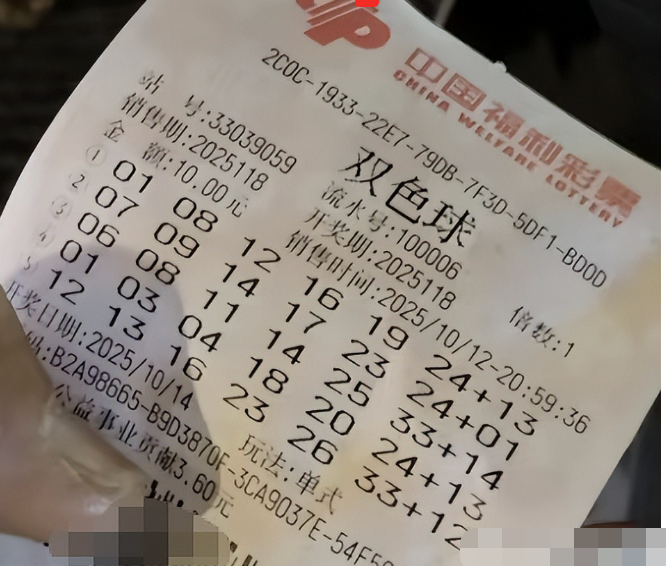 中国福利彩票
CHINA WELFARE LOTTERY
2C0C-1933-22E7-79DB-7F3D-5DF1-BD0D
双色球
站 号:33039059 流水号:100006
销售期:2025118 开奖期:2025118 倍数:1
金 额:10.00元 销售时间:2025/10/12-20:59:36
① 01 08 12 16 19 24+13
② 07 09 14 17 23 24+01
③ 06 08 11 14 25 33+14
④ 01 03 04 18 20 24+13
⑤ 12 13 16 23 26 33+12
开奖日期:2025/10/14 玩法:单式
码:B2A98665-B9D3870F-3CA9037E-54F5
公益事业贡献3.60元